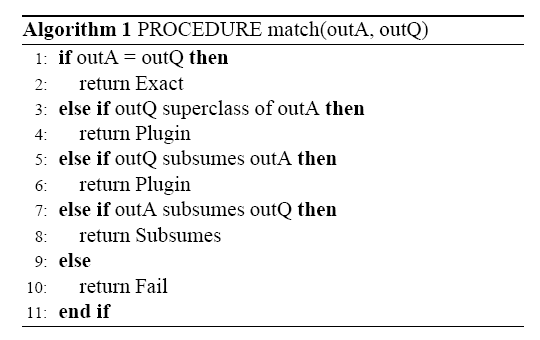 Algorithm 1 PROCEDURE match(outA, outQ)
1: if outA = outQ then
2: return Exact
3: else if outQ superclass of outA then
4: return Plugin
5: else if outQ subsumes outA then
6: return Plugin
7: else if outA subsumes outQ then
8: return Subsumes
9: else
10: return Fail
11: end if